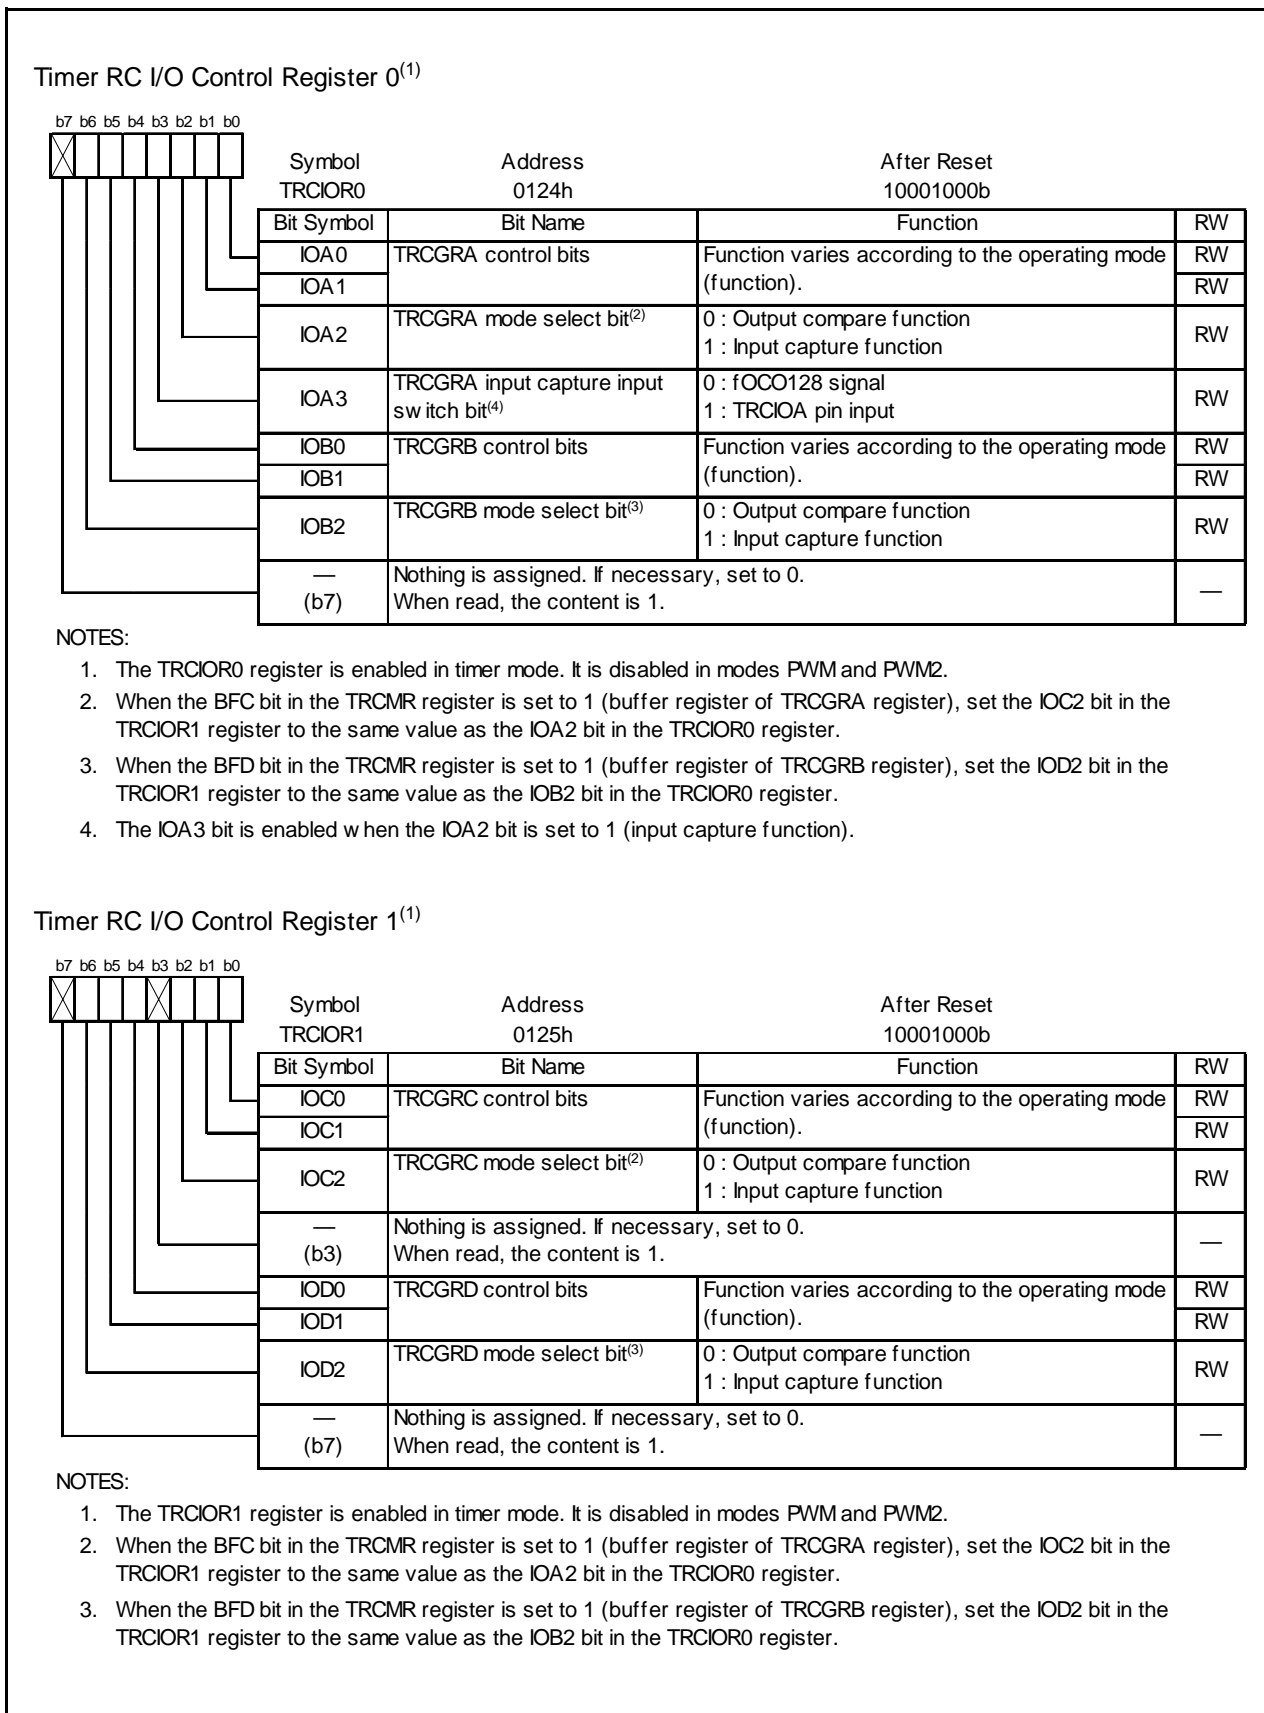 Timer RC I/O Control Register 0(1)
b7 b6 b5 b4 b3 b2 b1 b0
Symbol Address After Reset
TRCIOR0 0124h 10001000b
Bit Symbol Bit Name Function RW
IOA0 TRCGRA control bits Function varies according to the operating mode RW
IOA1 (function). RW
IOA2 TRCGRA mode select bit(2) 0 : Output compare function RW
1 : Input capture function
IOA3 TRCGRA input capture input 0 : fOCO128 signal RW
switch bit(4) 1 : TRCIOA pin input
IOB0 TRCGRB control bits Function varies according to the operating mode RW
IOB1 (function). RW
IOB2 TRCGRB mode select bit(3) 0 : Output compare function RW
1 : Input capture function
— Nothing is assigned. If necessary, set to 0. —
(b7) When read, the content is 1.
NOTES:
1. The TRCIOR0 register is enabled in timer mode. It is disabled in modes PWM and PWM2.
2. When the BFC bit in the TRCMR register is set to 1 (buffer register of TRCGRA register), set the IOC2 bit in the
TRCIOR1 register to the same value as the IOA2 bit in the TRCIOR0 register.
3. When the BFD bit in the TRCMR register is set to 1 (buffer register of TRCGRB register), set the IOD2 bit in the
TRCIOR1 register to the same value as the IOB2 bit in the TRCIOR0 register.
4. The IOA3 bit is enabled when the IOA2 bit is set to 1 (input capture function).
Timer RC I/O Control Register 1(1)
b7 b6 b5 b4 b3 b2 b1 b0
Symbol Address After Reset
TRCIOR1 0125h 10001000b
Bit Symbol Bit Name Function RW
IOC0 TRCGRC control bits Function varies according to the operating mode RW
IOC1 (function). RW
IOC2 TRCGRC mode select bit(2) 0 : Output compare function RW
1 : Input capture function
— Nothing is assigned. If necessary, set to 0. —
(b3) When read, the content is 1.
IOD0 TRCGRD control bits Function varies according to the operating mode RW
IOD1 (function). RW
IOD2 TRCGRD mode select bit(3) 0 : Output compare function RW
1 : Input capture function
— Nothing is assigned. If necessary, set to 0. —
(b7) When read, the content is 1.
NOTES:
1. The TRCIOR1 register is enabled in timer mode. It is disabled in modes PWM and PWM2.
2. When the BFC bit in the TRCMR register is set to 1 (buffer register of TRCGRA register), set the IOC2 bit in the
TRCIOR1 register to the same value as the IOA2 bit in the TRCIOR0 register.
3. When the BFD bit in the TRCMR register is set to 1 (buffer register of TRCGRB register), set the IOD2 bit in the
TRCIOR1 register to the same value as the IOB2 bit in the TRCIOR0 register.